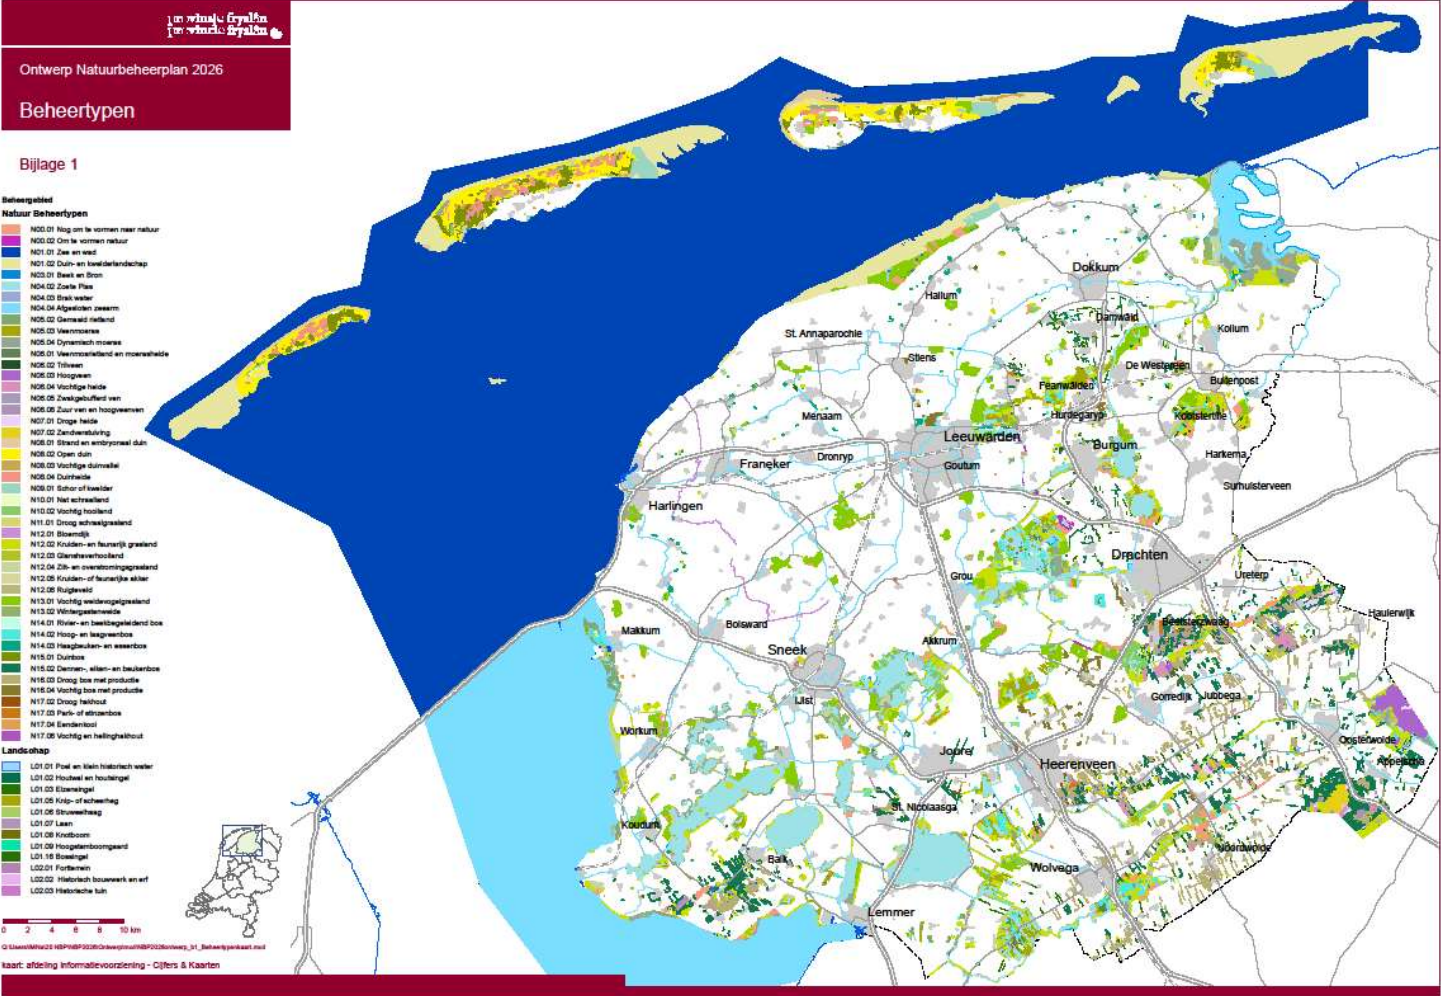 provinsje fryslân
provincie fryslân
Ontwerp Natuurbeheerplan 2026
Beheertypen
Bijlage 1
Beheergebied
Natuur Beheertypen
N00.01 Nog om te vormen naar natuur
N00.02 Om te vormen natuur
N01.01 Zee en wad
N01.02 Duin- en kwelderlandschap
N03.01 Beek en Bron
N04.02 Zoete Plas
N04.03 Brak water
N04.04 Afgesloten zeearm
N05.02 Gemaaid rietland
N05.03 Veenmoeras
N05.04 Dynamisch moeras
N06.01 Veenmosrietland en moerasheide
N06.02 Trilveen
N06.03 Hoogveen
N06.04 Vochtige heide
N06.05 Zwakgebufferd ven
N06.06 Zuur ven en hoogveenven
N07.01 Droge heide
N07.02 Zandverstuiving
N08.01 Strand en embryonaal duin
N08.02 Open duin
N08.03 Vochtige duinvallei
N08.04 Duinheide
N09.01 Schor of kwelder
N10.01 Nat schraalland
N10.02 Vochtig hooiland
N11.01 Droog schraalgrasland
N12.01 Bloemdijk
N12.02 Kruiden- en faunarijk grasland
N12.03 Glanshaverhooiland
N12.04 Zilt- en overstromingsgrasland
N12.05 Kruiden- of faunarijke akker
N12.06 Ruigteveld
N13.01 Vochtig weidevogelgrasland
N13.02 Wintergastenweide
N14.01 Rivier- en beekbegeleidend bos
N14.02 Hoog- en laagveenbos
N14.03 Haagbeuken- en essenbos
N15.01 Duinbos
N15.02 Dennen-, eiken- en beukenbos
N16.03 Droog bos met productie
N16.04 Vochtig bos met productie
N17.02 Droog hakhout
N17.03 Park- of stinzenbos
N17.04 Eendenkooi
N17.06 Vochtig en hellinghakhout
Landschap
L01.01 Poel en klein historisch water
L01.02 Houtwal en houtsingel
L01.03 Elzensingel
L01.05 Knip- of scheerheg
L01.06 Struweelhaag
L01.07 Laan
L01.08 Knotboom
L01.09 Hoogstamboomgaard
L01.16 Bossingel
L02.01 Fortterrein
L02.02 Historisch bouwwerk en erf
L02.03 Historische tuin
0 2 4 6 8 10 km
kaart: afdeling Informatievoorziening - Cijfers & Kaarten
Dokkum
Hallum
Damwald
Kollum
St. Annaparochie
Stiens
De Westereen
Buitenpost
Feanwâlden
Menaam
Hurdegaryp
Kootstertille
Leeuwarden
Burgum
Franeker
Dronryp
Goutum
Harkema
Surhuisterveen
Harlingen
Drachten
Grou
Ureterp
Haulerwijk
Makkum
Bolsward
Beetsterzwaag
Akkrum
Sneek
IJlst
Gorredijk
Jubbega
Workum
Oosterwolde
Joure
Heerenveen
Appelscha
St. Nicolaasga
Koudum
Noordwolde
Balk
Wolvega
Lemmer